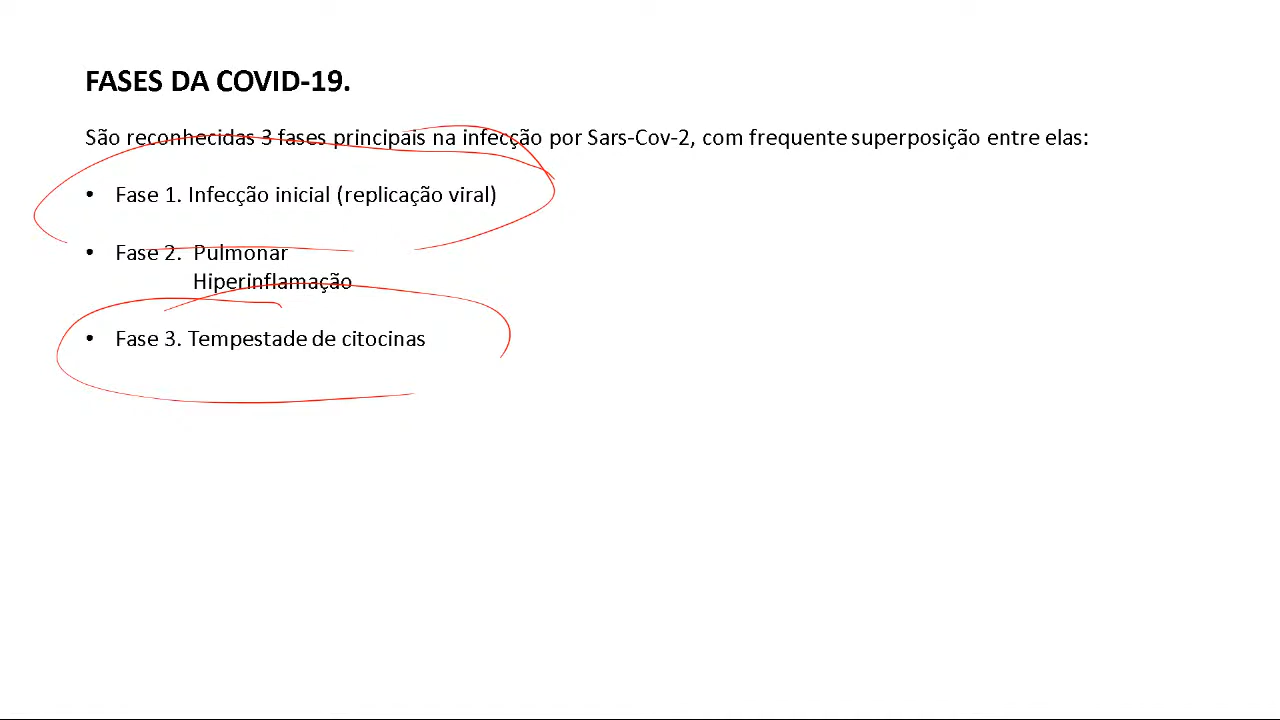 FASES DA COVID-19.
São reconhecidas 3 fases principais na infecção por Sars-Cov-2, com frequente superposição entre elas:
• Fase 1. Infecção inicial (replicação viral)
• Fase 2. Pulmonar
Hiperinflamação
• Fase 3. Tempestade de citocinas